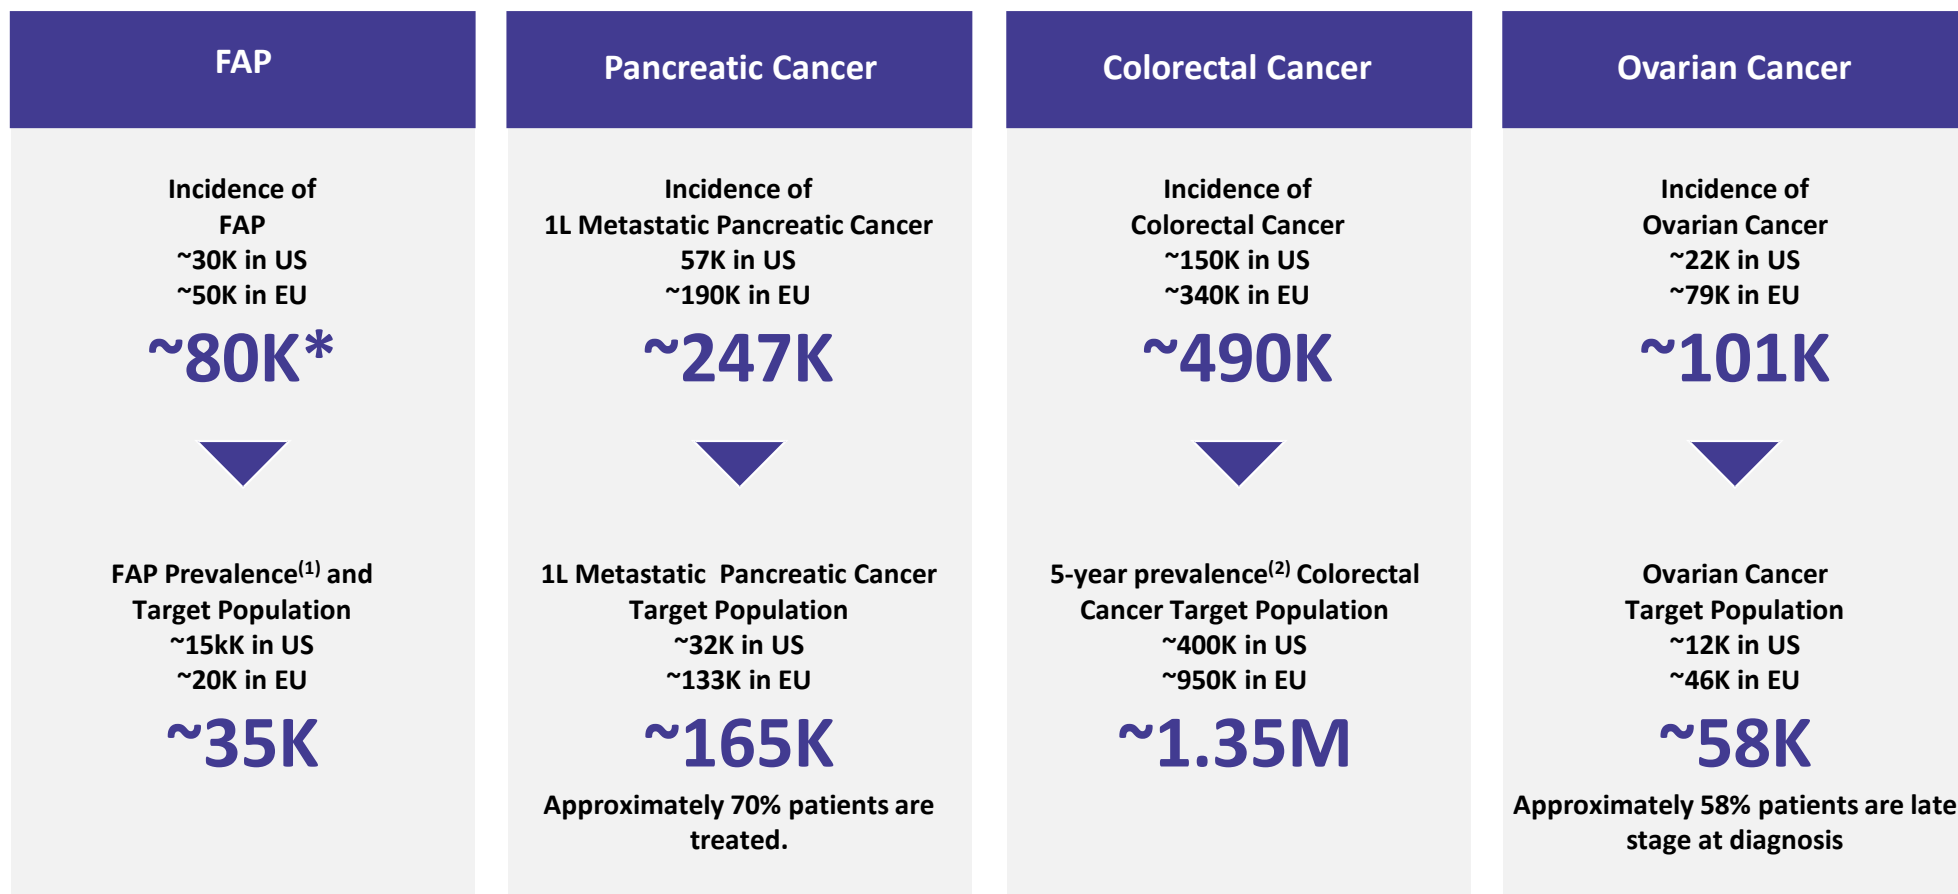 FAP
Incidence of
FAP
~30K in US
~50K in EU
~80K*
FAP Prevalence(1) and
Target Population
~15kK in US
~20K in EU
~35K
Pancreatic Cancer
Incidence of
1L Metastatic Pancreatic Cancer
57K in US
~190K in EU
~247K
1L Metastatic Pancreatic Cancer
Target Population
~32K in US
~133K in EU
~165K
Approximately 70% patients are
treated.
Colorectal Cancer
Incidence of
Colorectal Cancer
~150K in US
~340K in EU
~490K
5-year prevalence(2) Colorectal
Cancer Target Population
~400K in US
~950K in EU
~1.35M
Ovarian Cancer
Incidence of
Ovarian Cancer
~22K in US
~79K in EU
~101K
Ovarian Cancer
Target Population
~12K in US
~46K in EU
~58K
Approximately 58% patients are late
stage at diagnosis